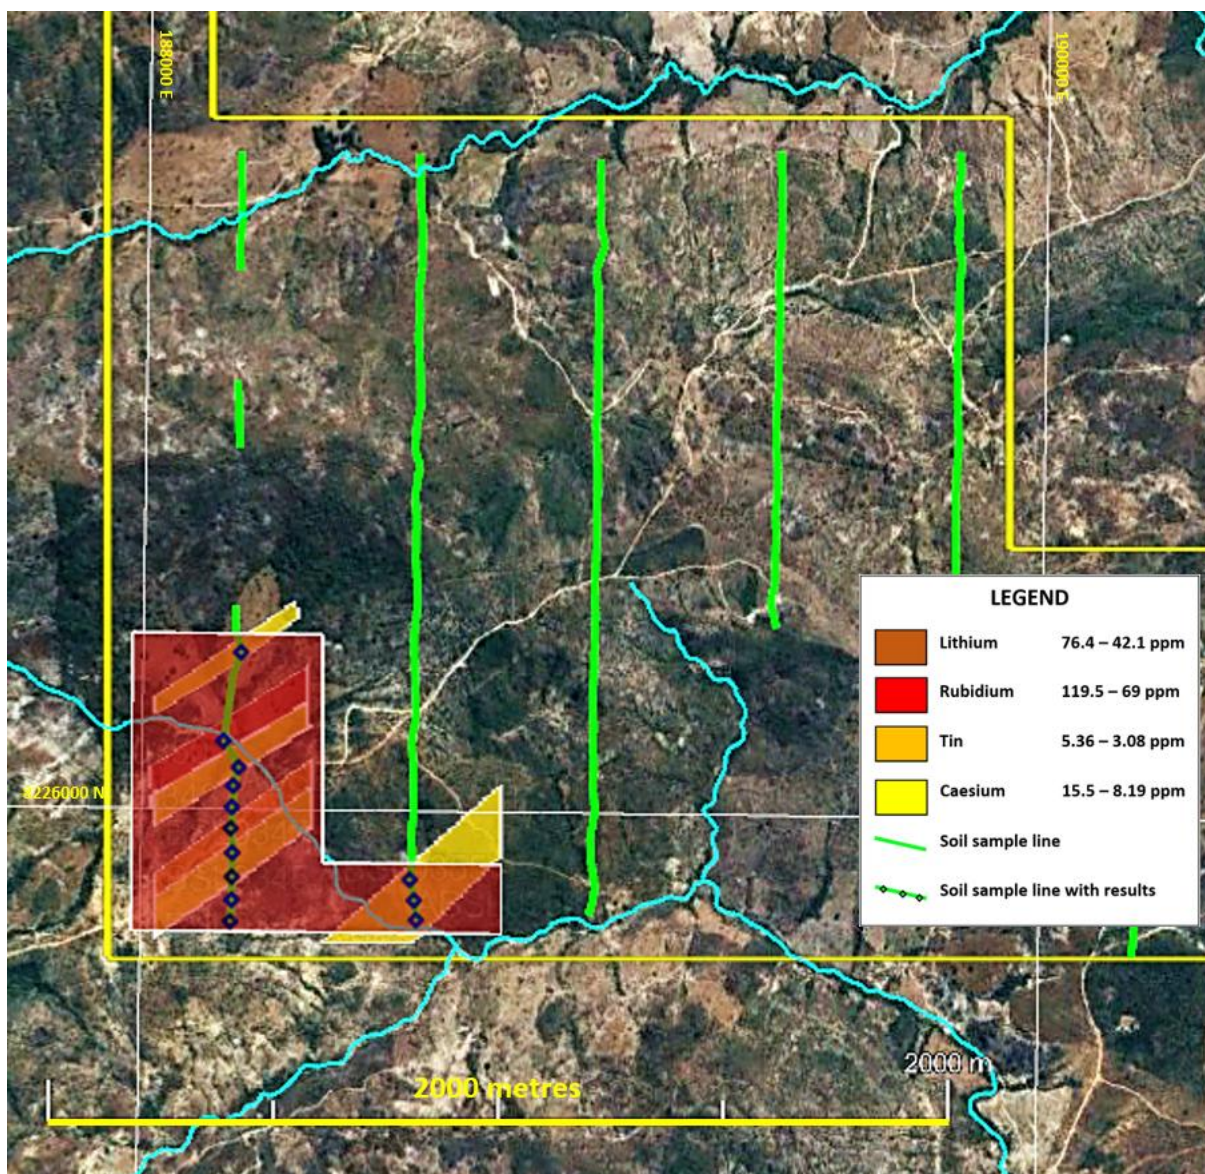 188000 E
190000 E
LEGEND
Lithium 76.4 – 42.1 ppm
Rubidium 119.5 – 69 ppm
Tin 5.36 – 3.08 ppm
Caesium 15.5 – 8.19 ppm
Soil sample line
Soil sample line with results
8226000 N
2000 m
2000 metres